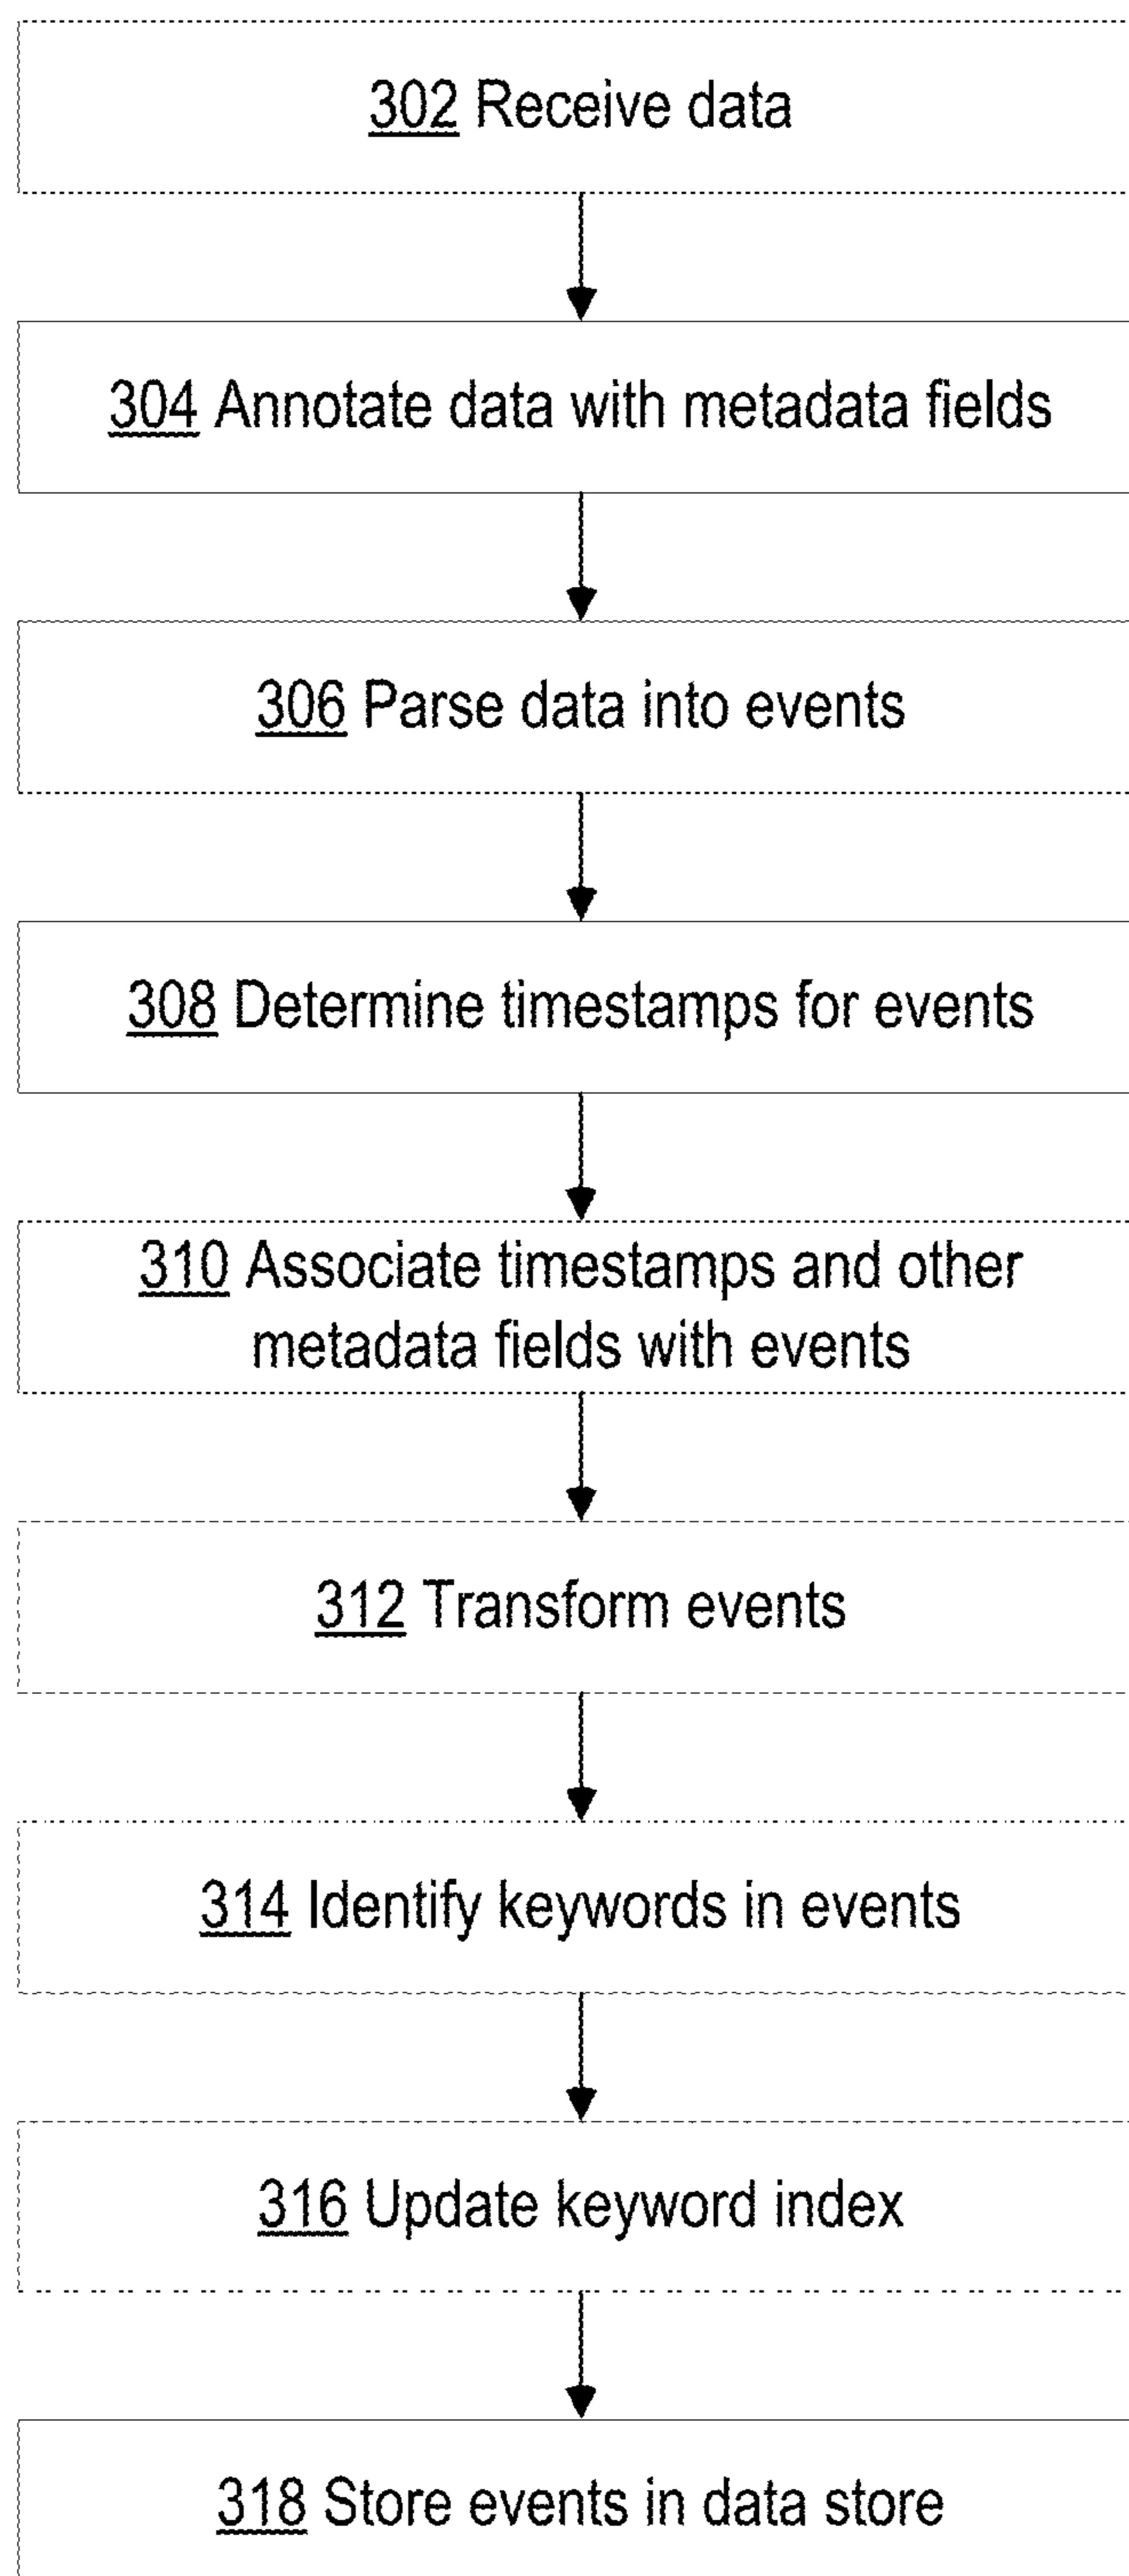 302 Receive data
304 Annotate data with metadata fields
306 Parse data into events
308 Determine timestamps for events
310 Associate timestamps and other
metadata fields with events
312 Transform events
314 Identify keywords in events
316 Update keyword index
318 Store events in data store